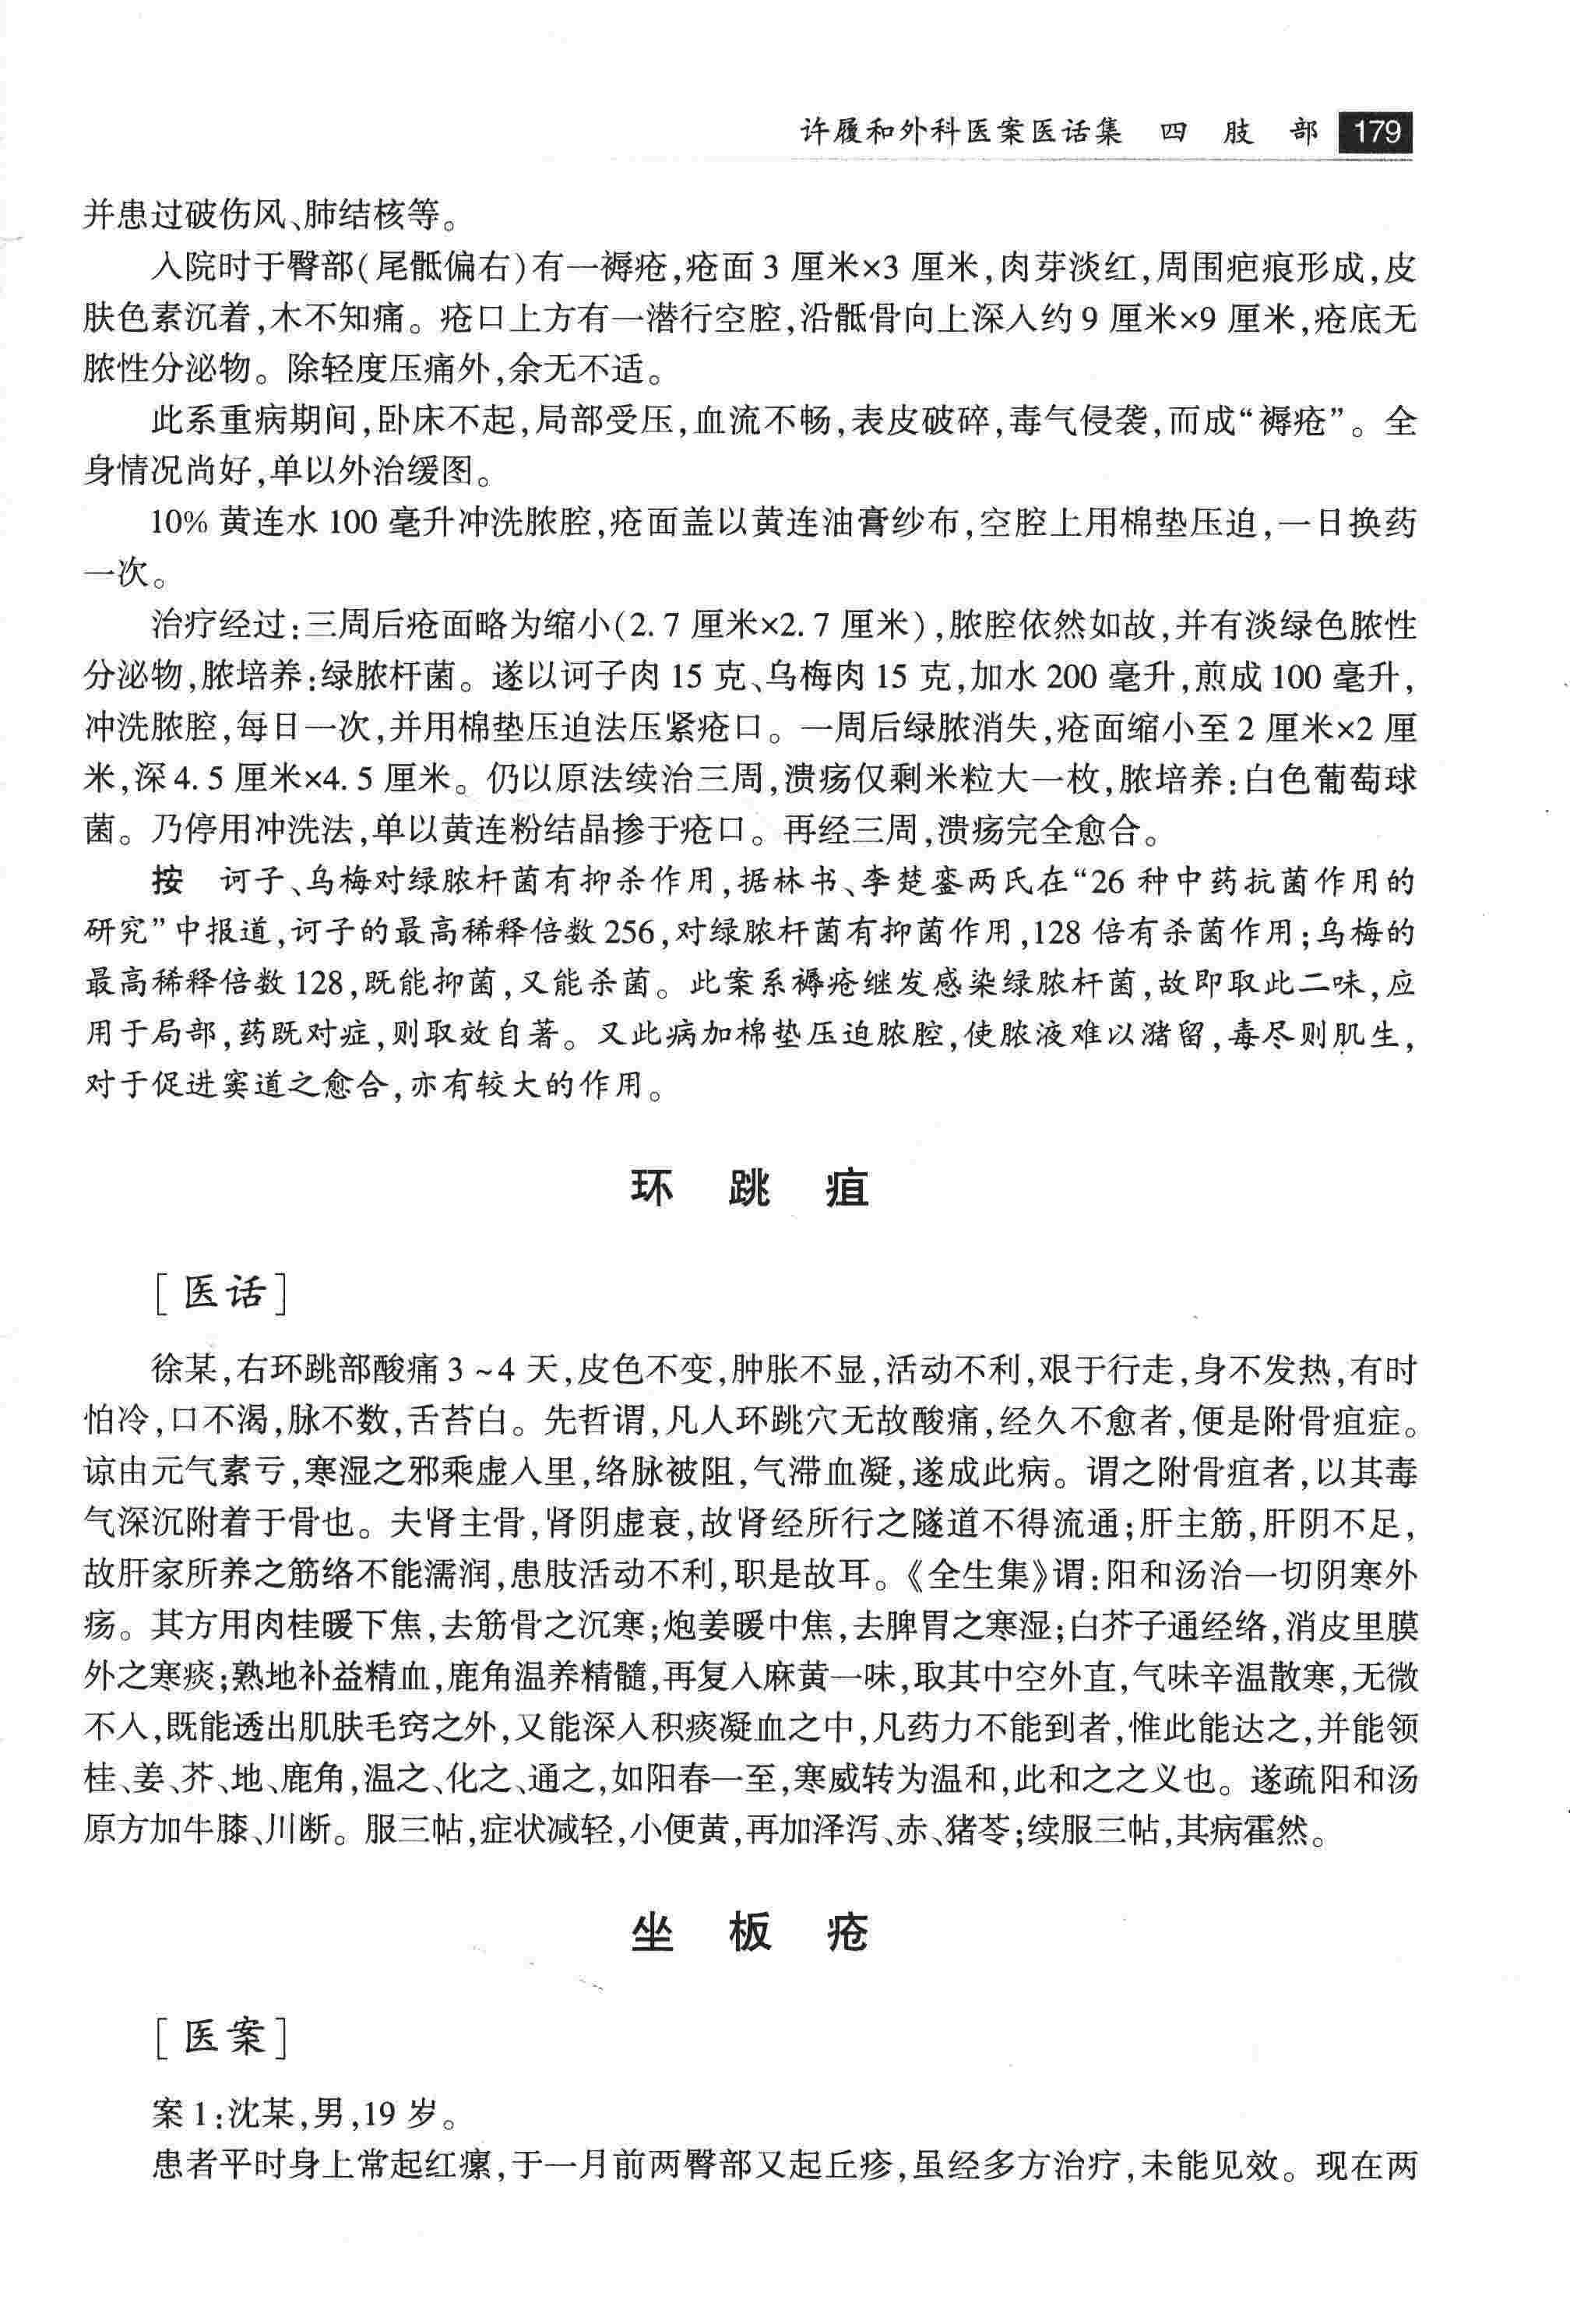 许履和外科医案医话集 四 肢 部 179
并患过破伤风、肺结核等。
入院时于臀部(尾骶偏右)有一褥疮,疮面3厘米×3厘米,肉芽淡红,周围疤痕形成,皮
肤色素沉着,木不知痛。疮口上方有一潜行空腔,沿骶骨向上深入约9厘米×9厘米,疮底无
脓性分泌物。除轻度压痛外,余无不适。
此系重病期间,卧床不起,局部受压,血流不畅,表皮破碎,毒气侵袭,而成“褥疮”。全
身情况尚好,单以外治缓图。
10%黄连水100毫升冲洗脓腔,疮面盖以黄连油膏纱布,空腔上用棉垫压迫,一日换药
一次。
治疗经过:三周后疮面略为缩小(2.7厘米×2.7厘米),脓腔依然如故,并有淡绿色脓性
分泌物,脓培养:绿脓杆菌。遂以诃子肉15克、乌梅肉15克,加水200毫升,煎成100毫升,
冲洗脓腔,每日一次,并用棉垫压迫法压紧疮口。一周后绿脓消失,疮面缩小至2厘米×2厘
米,深4.5厘米×4.5厘米。仍以原法续治三周,溃疡仅剩米粒大一枚,脓培养:白色葡萄球
菌。乃停用冲洗法,单以黄连粉结晶掺于疮口。再经三周,溃疡完全愈合。
按 诃子、乌梅对绿脓杆菌有抑杀作用,据林书、李楚銮两氏在“26种中药抗菌作用的
研究”中报道,诃子的最高稀释倍数256,对绿脓杆菌有抑菌作用,128倍有杀菌作用;乌梅的
最高稀释倍数128,既能抑菌,又能杀菌。此案系褥疮继发感染绿脓杆菌,故即取此二味,应
用于局部,药既对症,则取效自著。又此病加棉垫压迫脓腔,使脓液难以潴留,毒尽则肌生,
对于促进窦道之愈合,亦有较大的作用。
环 跳 疽
[医话]
徐某,右环跳部酸痛3~4天,皮色不变,肿胀不显,活动不利,艰于行走,身不发热,有时
怕冷,口不渴,脉不数,舌苔白。先哲谓,凡人环跳穴无故酸痛,经久不愈者,便是附骨疽症。
谅由元气素亏,寒湿之邪乘虚入里,络脉被阻,气滞血凝,遂成此病。谓之附骨疽者,以其毒
气深沉附着于骨也。夫肾主骨,肾阴虚衰,故肾经所行之隧道不得流通;肝主筋,肝阴不足,
故肝家所养之筋络不能濡润,患肢活动不利,职是故耳。《全生集》谓:阳和汤治一切阴寒外
疡。其方用肉桂暖下焦,去筋骨之沉寒;炮姜暖中焦,去脾胃之寒湿;白芥子通经络,消皮里膜
外之寒痰;熟地补益精血,鹿角温养精髓,再复入麻黄一味,取其中空外直,气味辛温散寒,无微
不入,既能透出肌肤毛窍之外,又能深入积痰凝血之中,凡药力不能到者,惟此能达之,并能领
桂、姜、芥、地、鹿角,温之、化之、通之,如阳春一至,寒威转为温和,此和之之义也。遂疏阳和汤
原方加牛膝、川断。服三帖,症状减轻,小便黄,再加泽泻、赤、猪苓;续服三帖,其病霍然。
坐 板 疮
[医案]
案1:沈某,男,19岁。
患者平时身上常起红瘰,于一月前两臀部又起丘疹,虽经多方治疗,未能见效。现在两